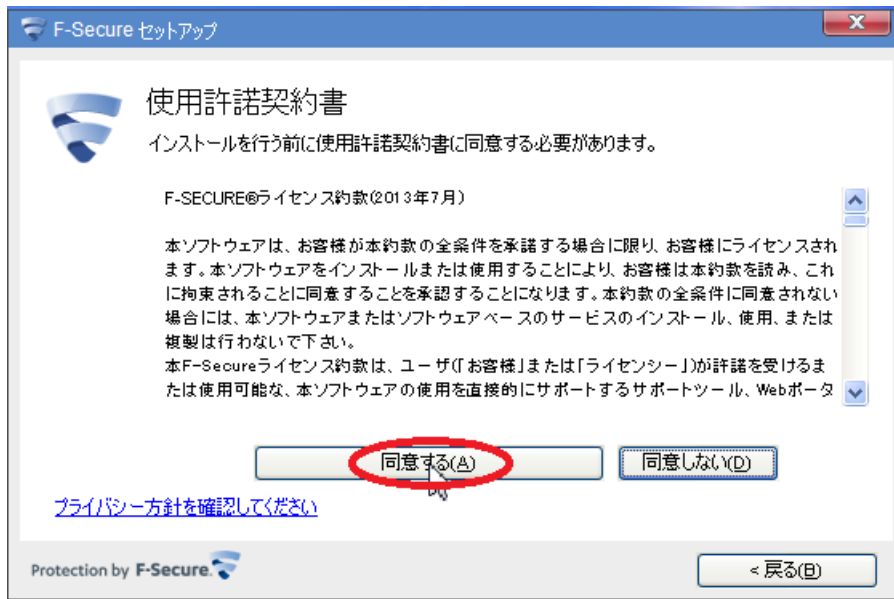 F-Secure セットアップ
使用許諾契約書
インストールを行う前に使用許諾契約書に同意する必要があります。
F-SECURE®ライセンス約款(2013年7月)
本ソフトウェアは、お客様が本約款の全条件を承諾する場合に限り、お客様にライセンスされ
ます。本ソフトウェアをインストールまたは使用することにより、お客様は本約款を読み、これ
に拘束されることに同意することを承認することになります。本約款の全条件に同意されない
場合には、本ソフトウェアまたはソフトウェアベースのサービスのインストール、使用、または
複製は行わないで下さい。
本F-Secureライセンス約款は、ユーザ(「お客様」または「ライセンシー」)が許諾を受けるま
たは使用可能な、本ソフトウェアの使用を直接的にサポートするサポートツール、Webポータ
同意する(A)
同意しない(D)
プライバシー方針を確認してください
Protection by F-Secure.
< 戻る(B)